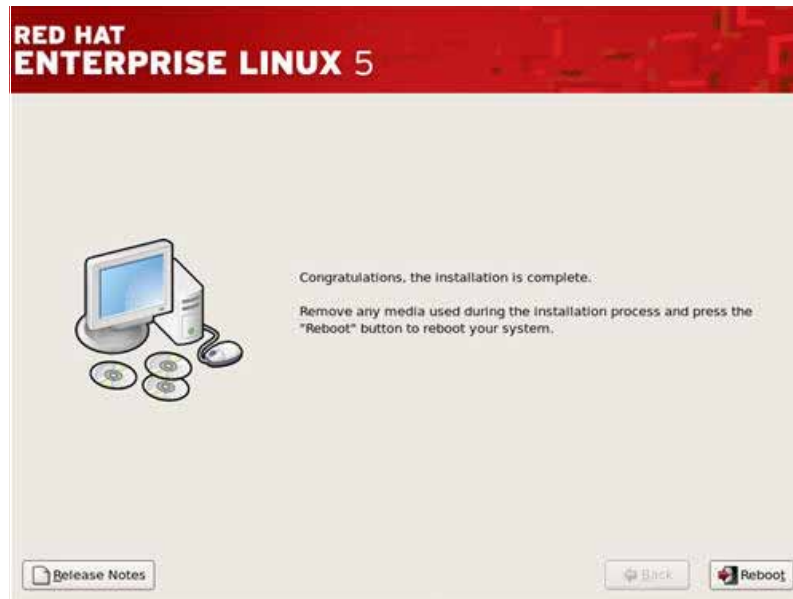 RED HAT
ENTERPRISE LINUX 5
Congratulations, the installation is complete.
Remove any media used during the installation process and press the
"Reboot" button to reboot your system.
Release Notes
Back
Reboot